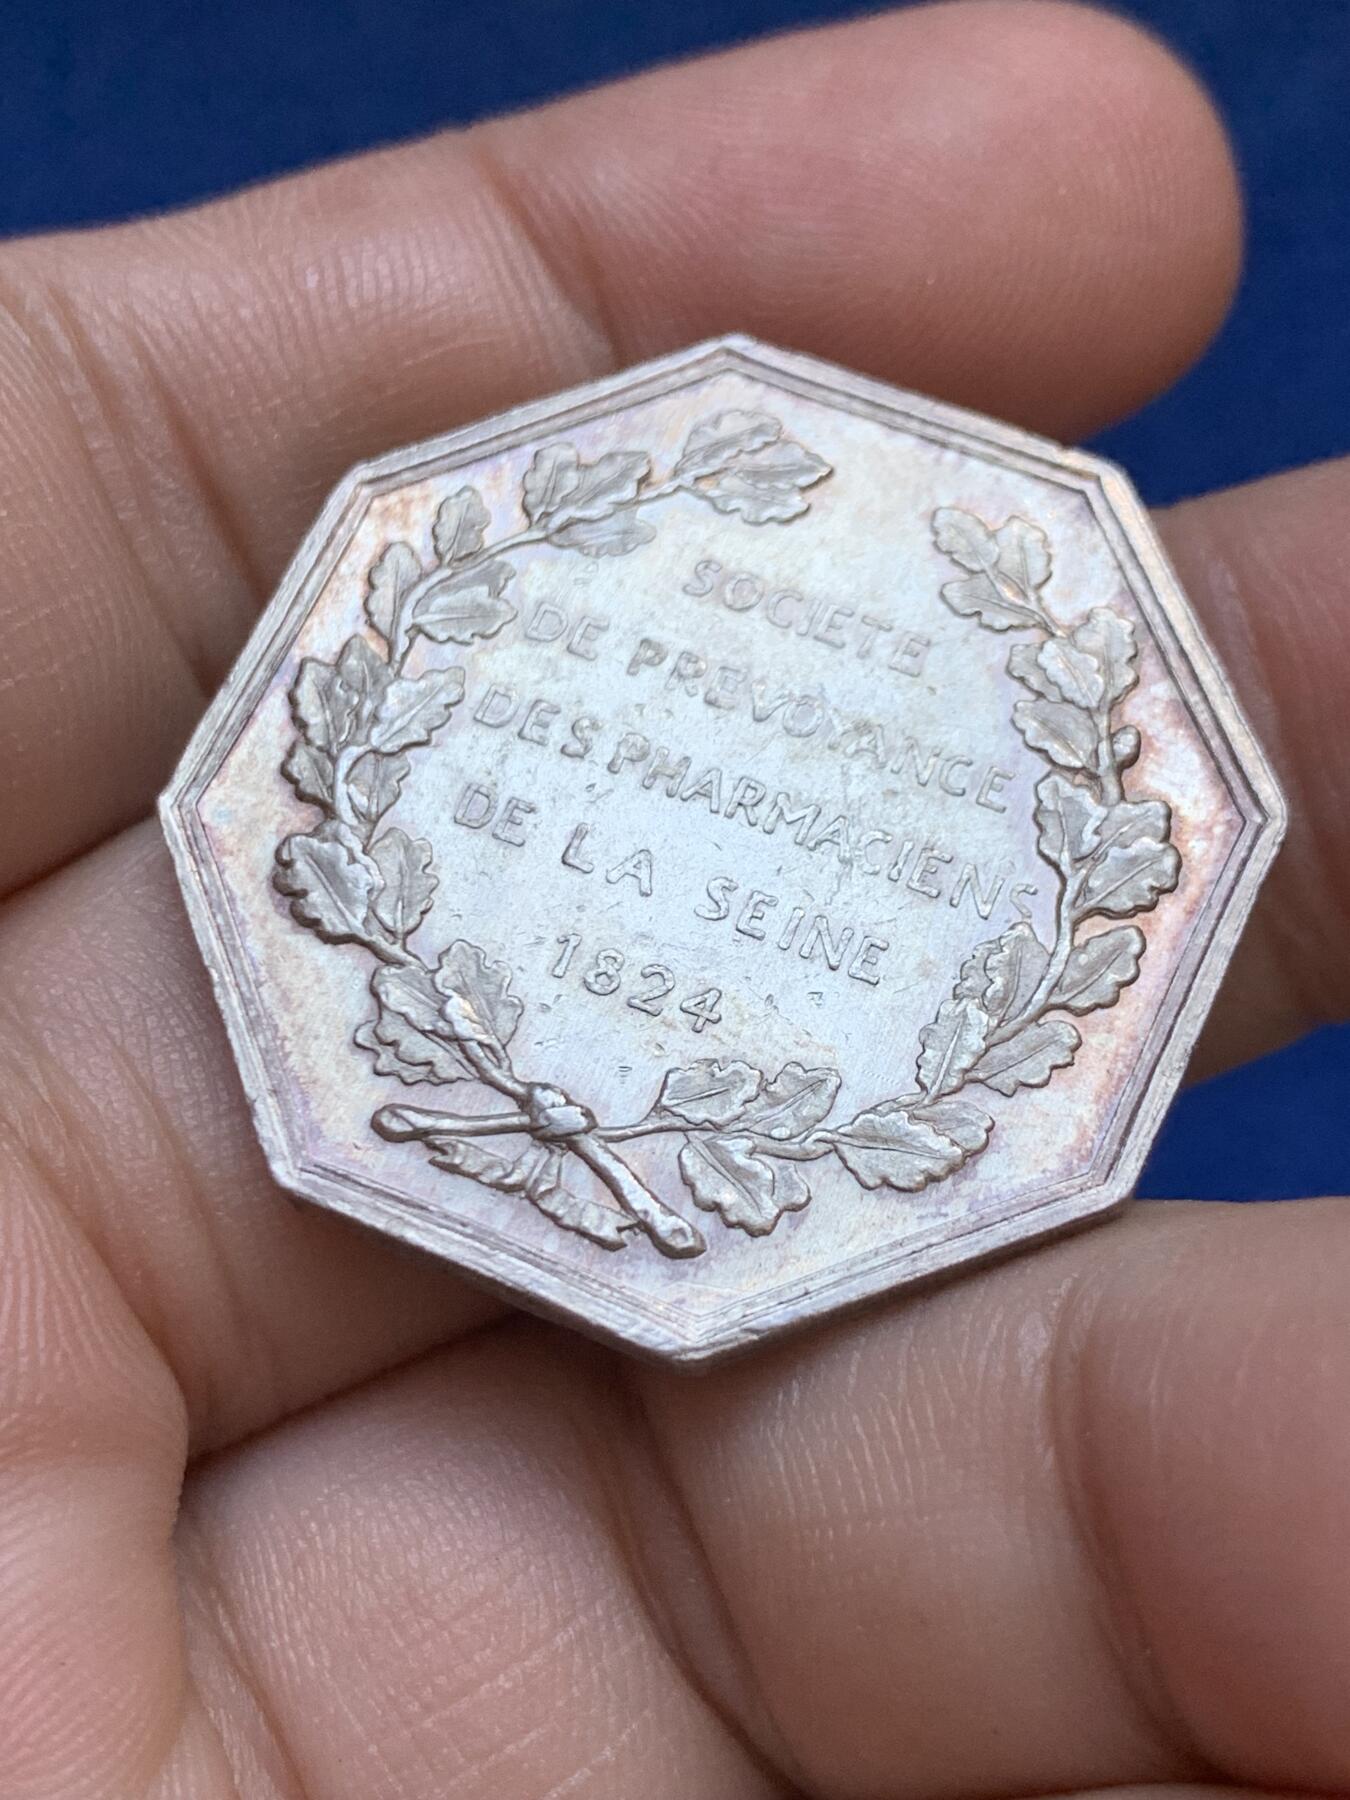 SOCIETE
DE PREVOYANCE
DES PHARMACIENS
DE LA SEINE
1824